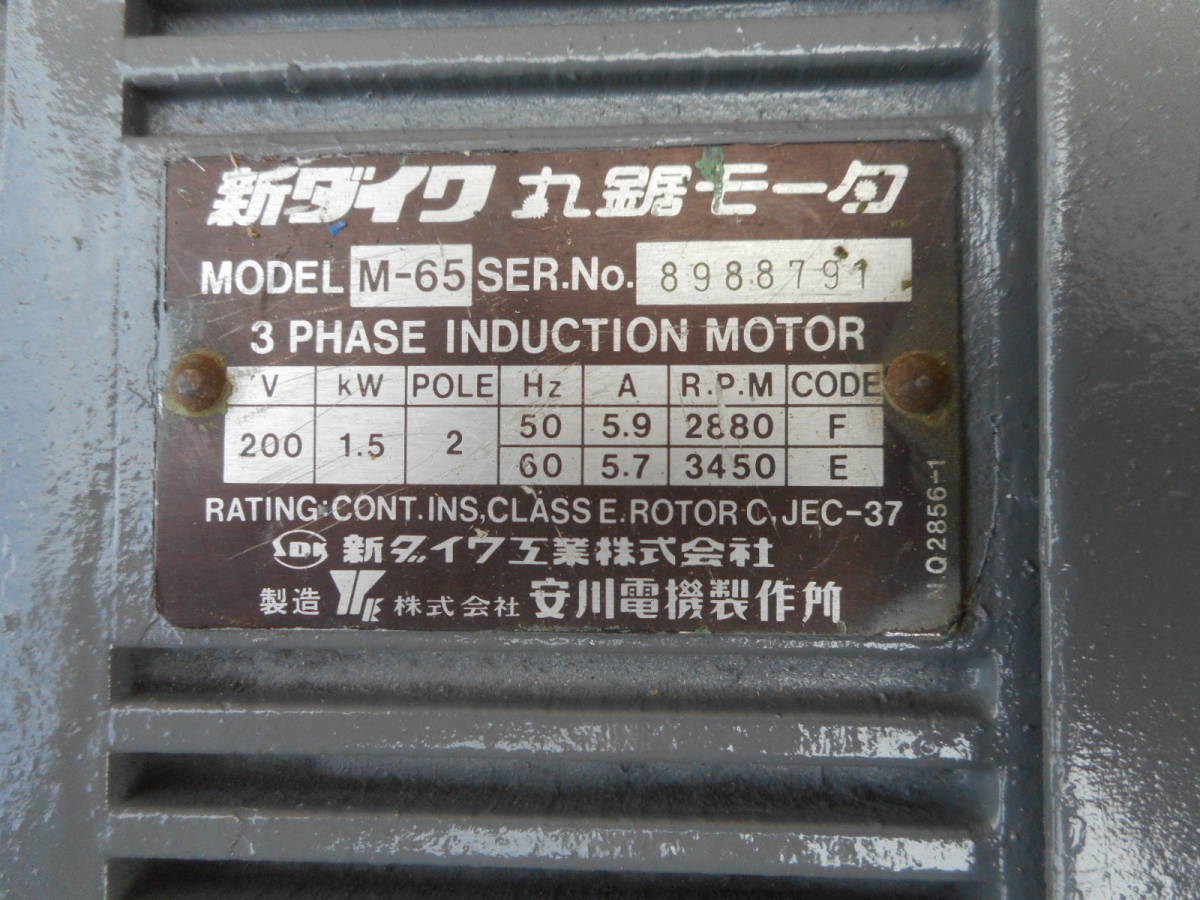 新ダイワ 丸鋸モータ
MODEL M-65 SER.No. 8988791
3 PHASE INDUCTION MOTOR
V kW POLE Hz A R.P.M CODE
200 1.5 2 50 5.9 2880 F
60 5.7 3450 E
RATING:CONT. INS.CLASS E. ROTOR C, JEC-37
SDK 新ダイワ工業株式会社
製造 株式会社 安川電機製作所
NQ2856-1